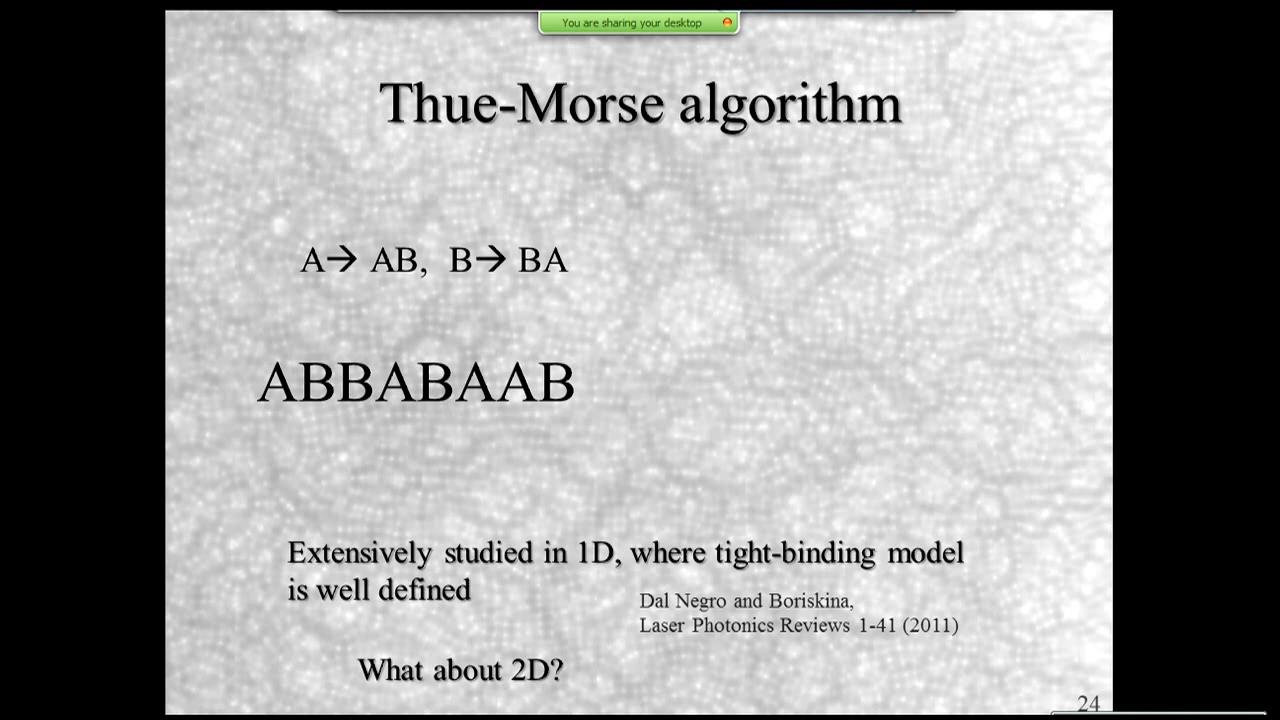 You are sharing your desktop
Thue-Morse algorithm
A→ AB, B→ BA
ABBABAAB
Extensively studied in 1D, where tight-binding model
is well defined
Dal Negro and Boriskina,
Laser Photonics Reviews 1-41 (2011)
What about 2D?
24